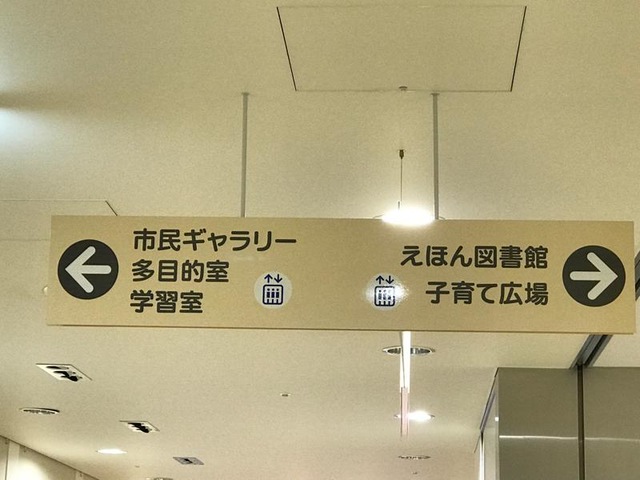 市民ギャラリー
多目的室
学習室
えほん図書館
子育て広場